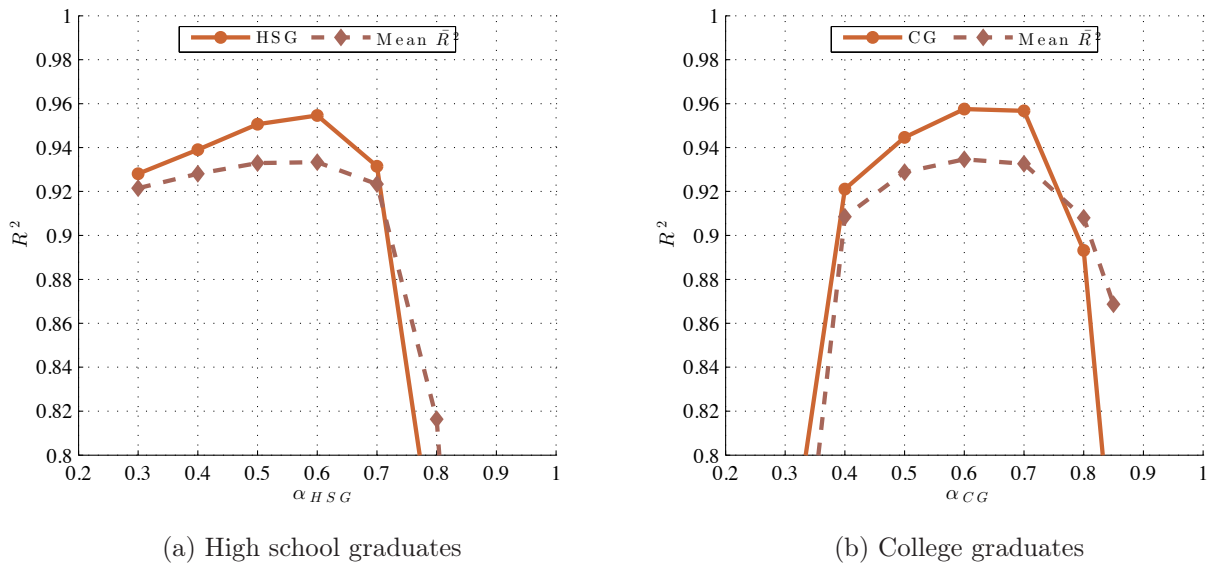 HSG Mean R̄²
1
0.98
0.96
0.94
0.92
0.9
0.88
0.86
0.84
0.82
0.8
R²
0.2 0.3 0.4 0.5 0.6 0.7 0.8 0.9 1
α_HSG
(a) High school graduates
CG Mean R̄²
1
0.98
0.96
0.94
0.92
0.9
0.88
0.86
0.84
0.82
0.8
R²
0.2 0.3 0.4 0.5 0.6 0.7 0.8 0.9 1
α_CG
(b) College graduates